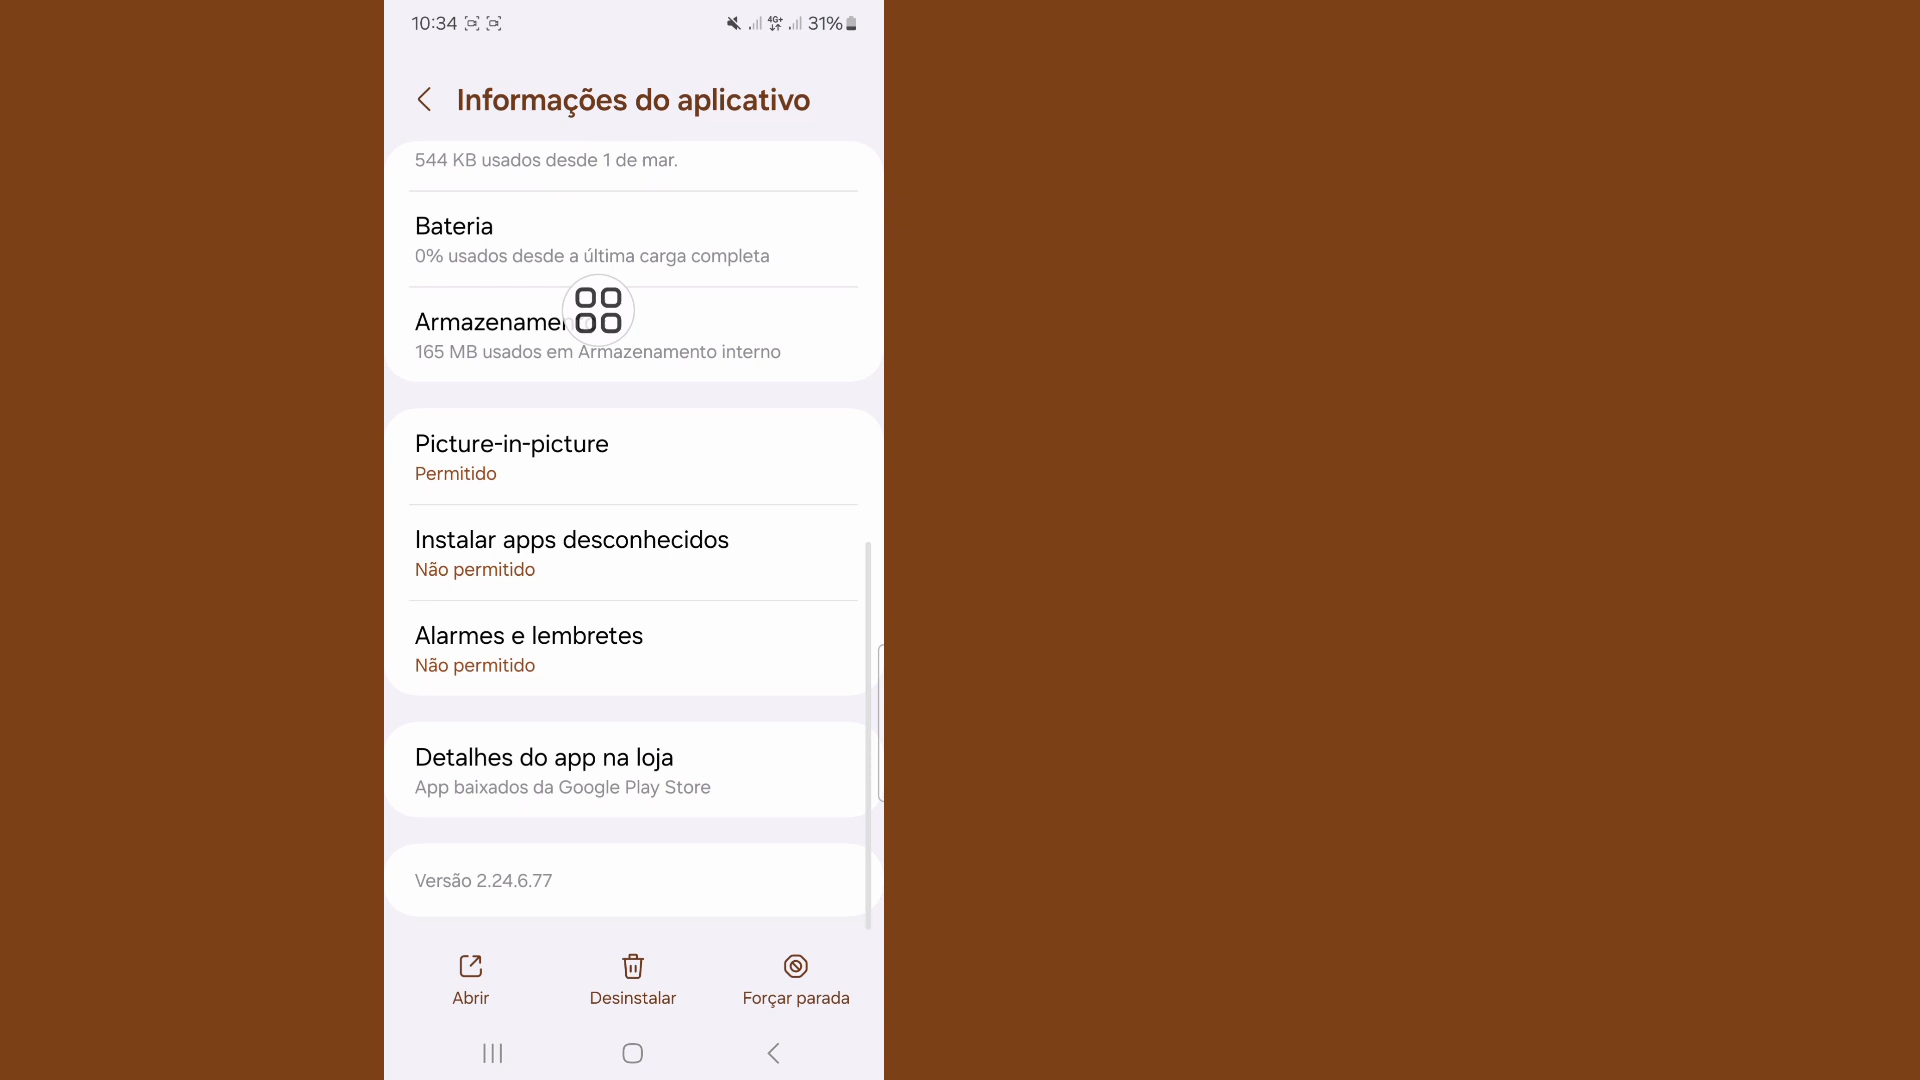 10:34
4G+
31%
Informações do aplicativo
544 KB usados desde 1 de mar.
Bateria
0% usados desde a última carga completa
165 MB usados em Armazenamento interno
Picture-in-picture
Permitido
Instalar apps desconhecidos
Não permitido
Alarmes e lembretes
Não permitido
Detalhes do app na loja
App baixados da Google Play Store
Versão 2.24.6.77
Abrir
Desinstalar
Forçar parada